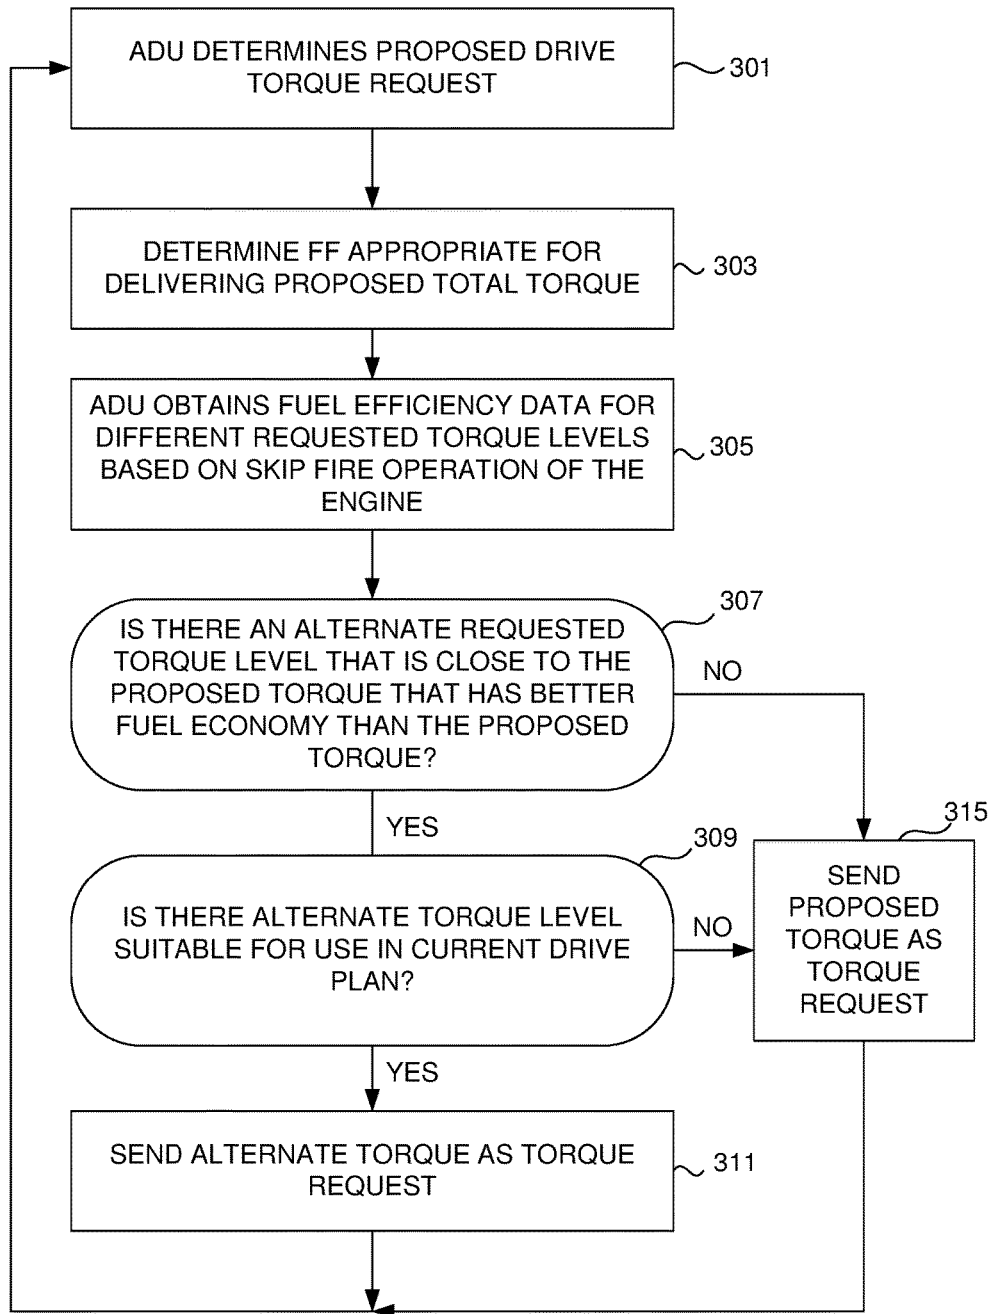 ADU DETERMINES PROPOSED DRIVE
TORQUE REQUEST
301
DETERMINE FF APPROPRIATE FOR
DELIVERING PROPOSED TOTAL TORQUE
303
ADU OBTAINS FUEL EFFICIENCY DATA FOR
DIFFERENT REQUESTED TORQUE LEVELS
BASED ON SKIP FIRE OPERATION OF THE
ENGINE
305
IS THERE AN ALTERNATE REQUESTED
TORQUE LEVEL THAT IS CLOSE TO THE
PROPOSED TORQUE THAT HAS BETTER
FUEL ECONOMY THAN THE PROPOSED
TORQUE?
307
NO
YES
IS THERE ALTERNATE TORQUE LEVEL
SUITABLE FOR USE IN CURRENT DRIVE
PLAN?
309
NO
SEND
PROPOSED
TORQUE AS
TORQUE
REQUEST
315
YES
SEND ALTERNATE TORQUE AS TORQUE
REQUEST
311